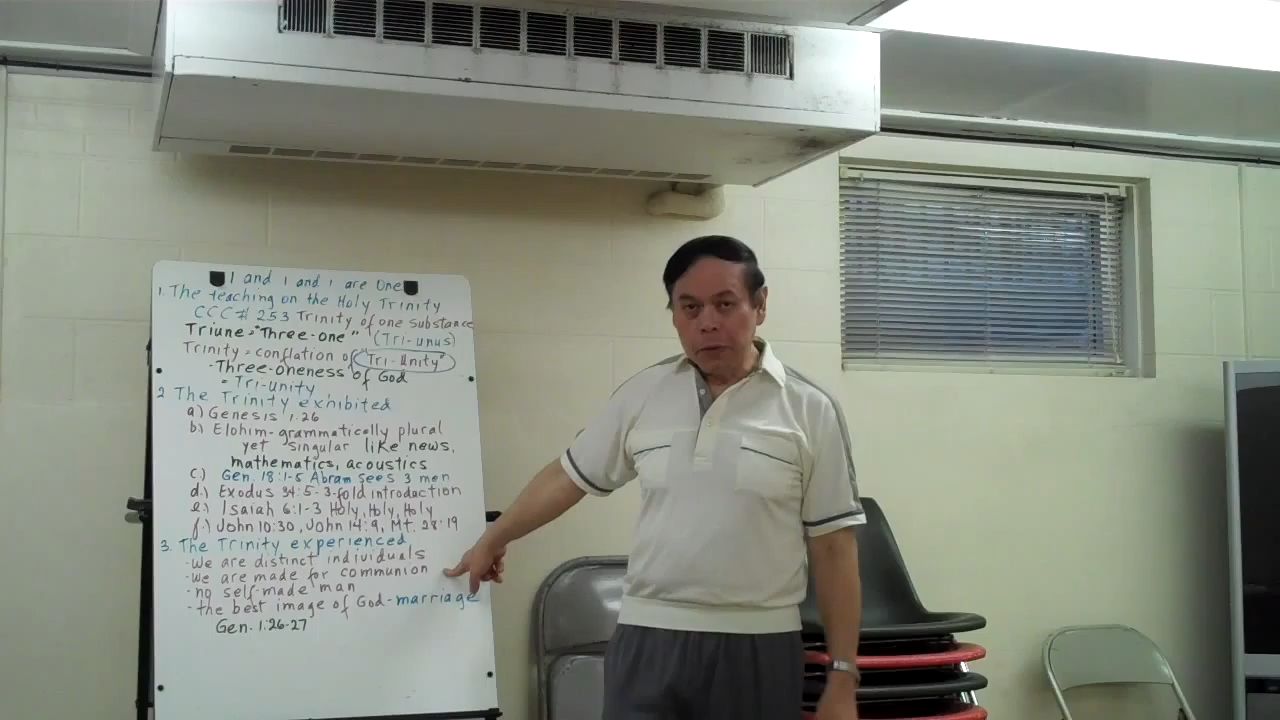 1 and 1 and 1 are One
1. The teaching on the Holy Trinity
CCC# 253 Trinity of one substance
Triune = "Three-one" (Tri-unus)
Trinity = conflation of "Tri-Unity"
-Three-oneness of God
= Tri-unity
2 The Trinity exhibited
a) Genesis 1:26
b.) Elohim-grammatically plural
yet singular like news,
mathematics, acoustics
c.) Gen. 18:1-5 Abram sees 3 men
d.) Exodus 34:5-3-fold introduction
e.) Isaiah 6:1-3 Holy, Holy, Holy
f.) John 10:30, John 14:9, Mt. 28:19
3. The Trinity experienced
-we are distinct individuals
-we are made for communion
-no self-made man
-the best image of God-marriage
Gen. 1:26-27